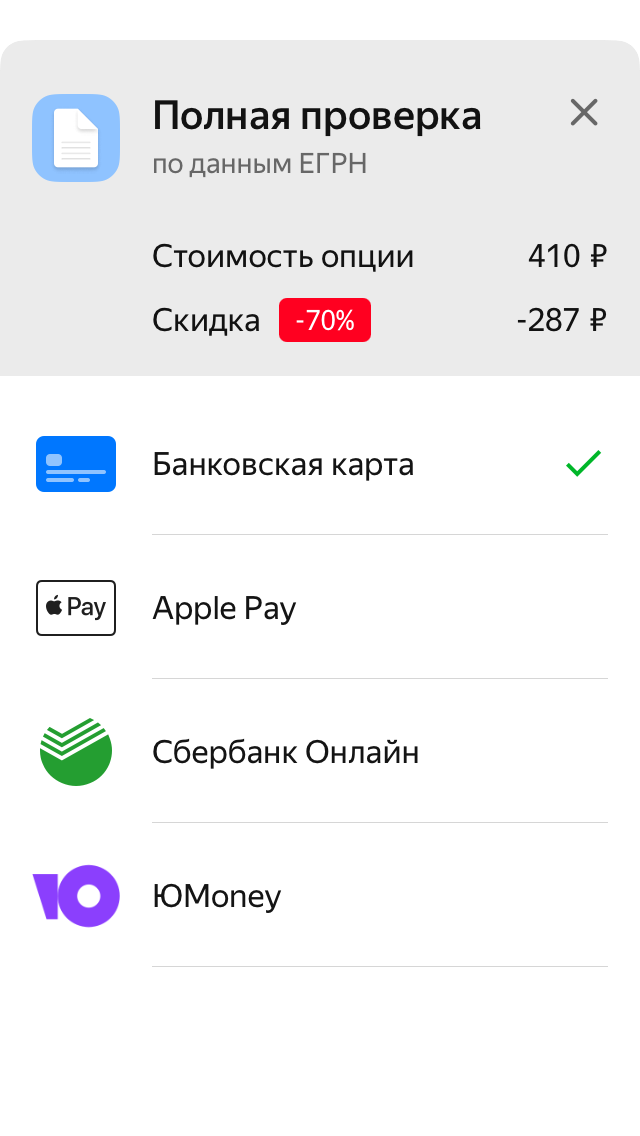 Полная проверка
по данным ЕГРН
Стоимость опции 410 ₽
Скидка -70% -287 ₽
Банковская карта
Pay Apple Pay
Сбербанк Онлайн
ЮMoney